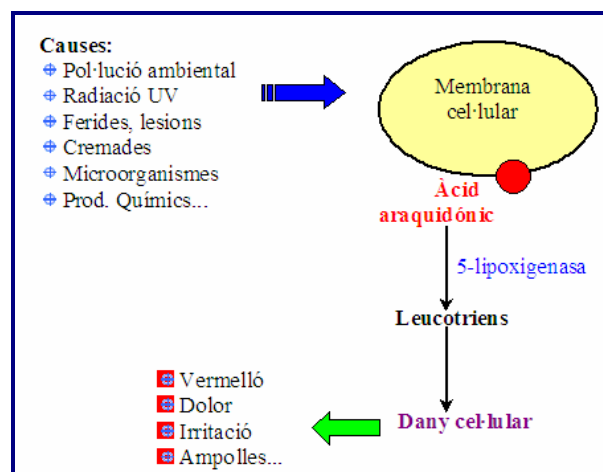 Causes:
Pol·lució ambiental
Radiació UV
Ferides, lesions
Cremades
Microorganismes
Prod. Químics...
Membrana
cel·lular
Àcid
araquidónic
5-lipoxigenasa
Leucotriens
Dany cel·lular
Vermelló
Dolor
Irritació
Ampolles...